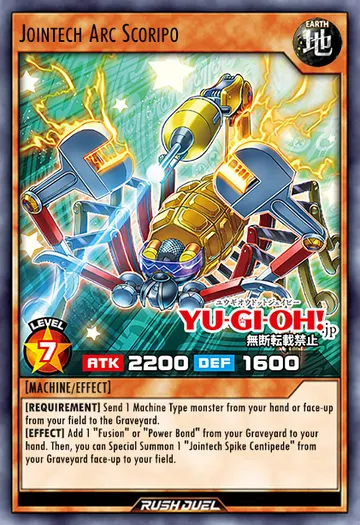 JOINTECH ARC SCORIPO
EARTH
地
ユウギオウドットジェイピー
YU-GI-OH!.jp
無断転載禁止
LEVEL
7
ATK 2200 DEF 1600
[MACHINE/EFFECT]
[REQUIREMENT] Send 1 Machine Type monster from your hand or face-up
from your field to the Graveyard.
[EFFECT] Add 1 "Fusion" or "Power Bond" from your Graveyard to your
hand. Then, you can Special Summon 1 "Jointech Spike Centipede" from
your Graveyard face-up to your field.
RUSH DUEL